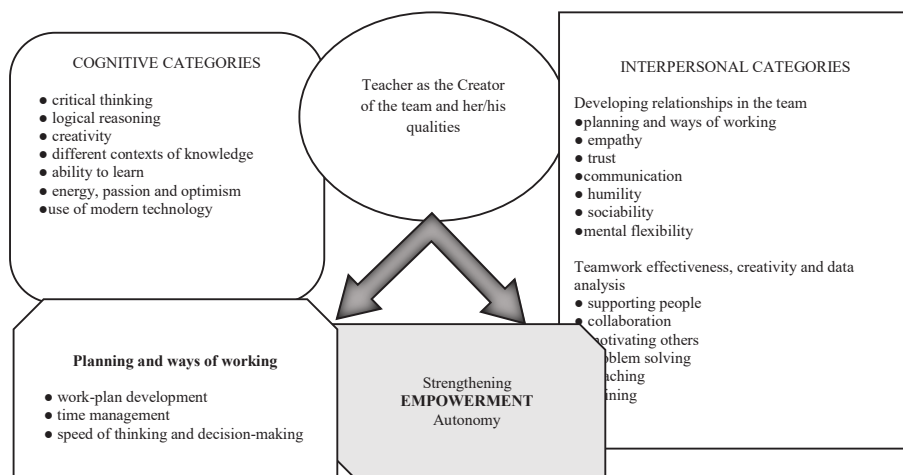 COGNITIVE CATEGORIES
● critical thinking
● logical reasoning
● creativity
● different contexts of knowledge
● ability to learn
● energy, passion and optimism
●use of modern technology
Teacher as the Creator
of the team and her/his
qualities
INTERPERSONAL CATEGORIES
Developing relationships in the team
●planning and ways of working
● empathy
● trust
●communication
● humility
● sociability
●mental flexibility
Teamwork effectiveness, creativity and data
analysis
● supporting people
● collaboration
others
solving
Planning and ways of working
● work-plan development
● time management
● speed of thinking and decision-making
Strengthening
EMPOWERMENT
Autonomy